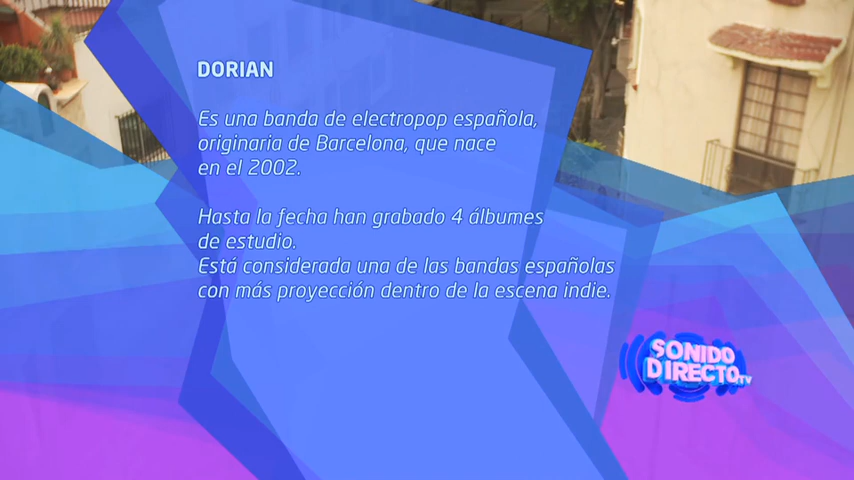 DORIAN
Es una banda de electropop española,
originaria de Barcelona, que nace
en el 2002.
Hasta la fecha han grabado 4 álbumes
de estudio.
Está considerada una de las bandas españolas
con más proyección dentro de la escena indie.
SONIDO
DIRECTO.TV